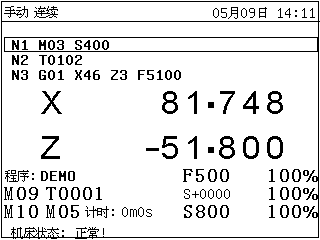 手动 连续 05月09日 14:11
N1 M03 S400
N2 T0102
N3 G01 X46 Z3 F5100
X 81.748
Z -51.800
程序: DEMO F500 100%
M09 T0001 S+0000 100%
M10 M05 计时: 0m0s S800 100%
机床状态: 正常!